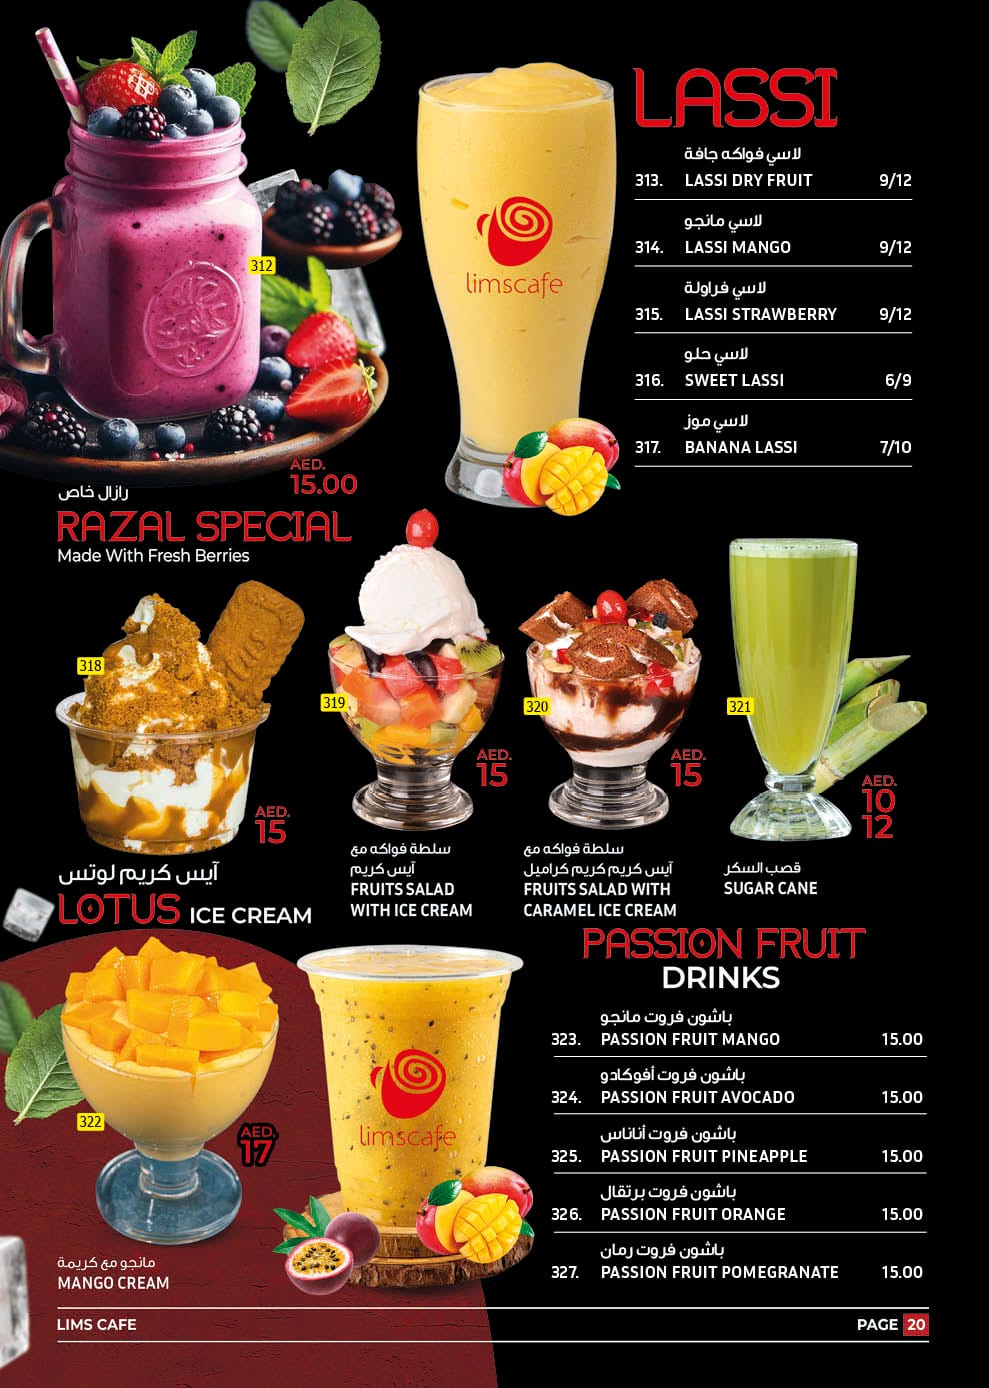 LASSI
لاسي فواكه جافة
313. LASSI DRY FRUIT 9/12
لاسي مانجو
314. LASSI MANGO 9/12
لاسي فراولة
315. LASSI STRAWBERRY 9/12
لاسي حلو
316. SWEET LASSI 6/9
لاسي موز
317. BANANA LASSI 7/10
limscafe
312
AED.
15.00
رازال خاص
RAZAL SPECIAL
Made With Fresh Berries
318
AED.
15
آيس كريم لوتس
LOTUS ICE CREAM
319
AED.
15
سلطة فواكه مع
آيس كريم
FRUITS SALAD
WITH ICE CREAM
320
AED.
15
سلطة فواكه مع
آيس كريم كريم كراميل
FRUITS SALAD WITH
CARAMEL ICE CREAM
321
AED.
10
12
قصب السكر
SUGAR CANE
322
AED.
17
مانجو مع كريمة
MANGO CREAM
limscafe
PASSION FRUIT
DRINKS
باشون فروت مانجو
323. PASSION FRUIT MANGO 15.00
باشون فروت أفوكادو
324. PASSION FRUIT AVOCADO 15.00
باشون فروت أناناس
325. PASSION FRUIT PINEAPPLE 15.00
باشون فروت برتقال
326. PASSION FRUIT ORANGE 15.00
باشون فروت رمان
327. PASSION FRUIT POMEGRANATE 15.00
LIMS CAFE
PAGE 20